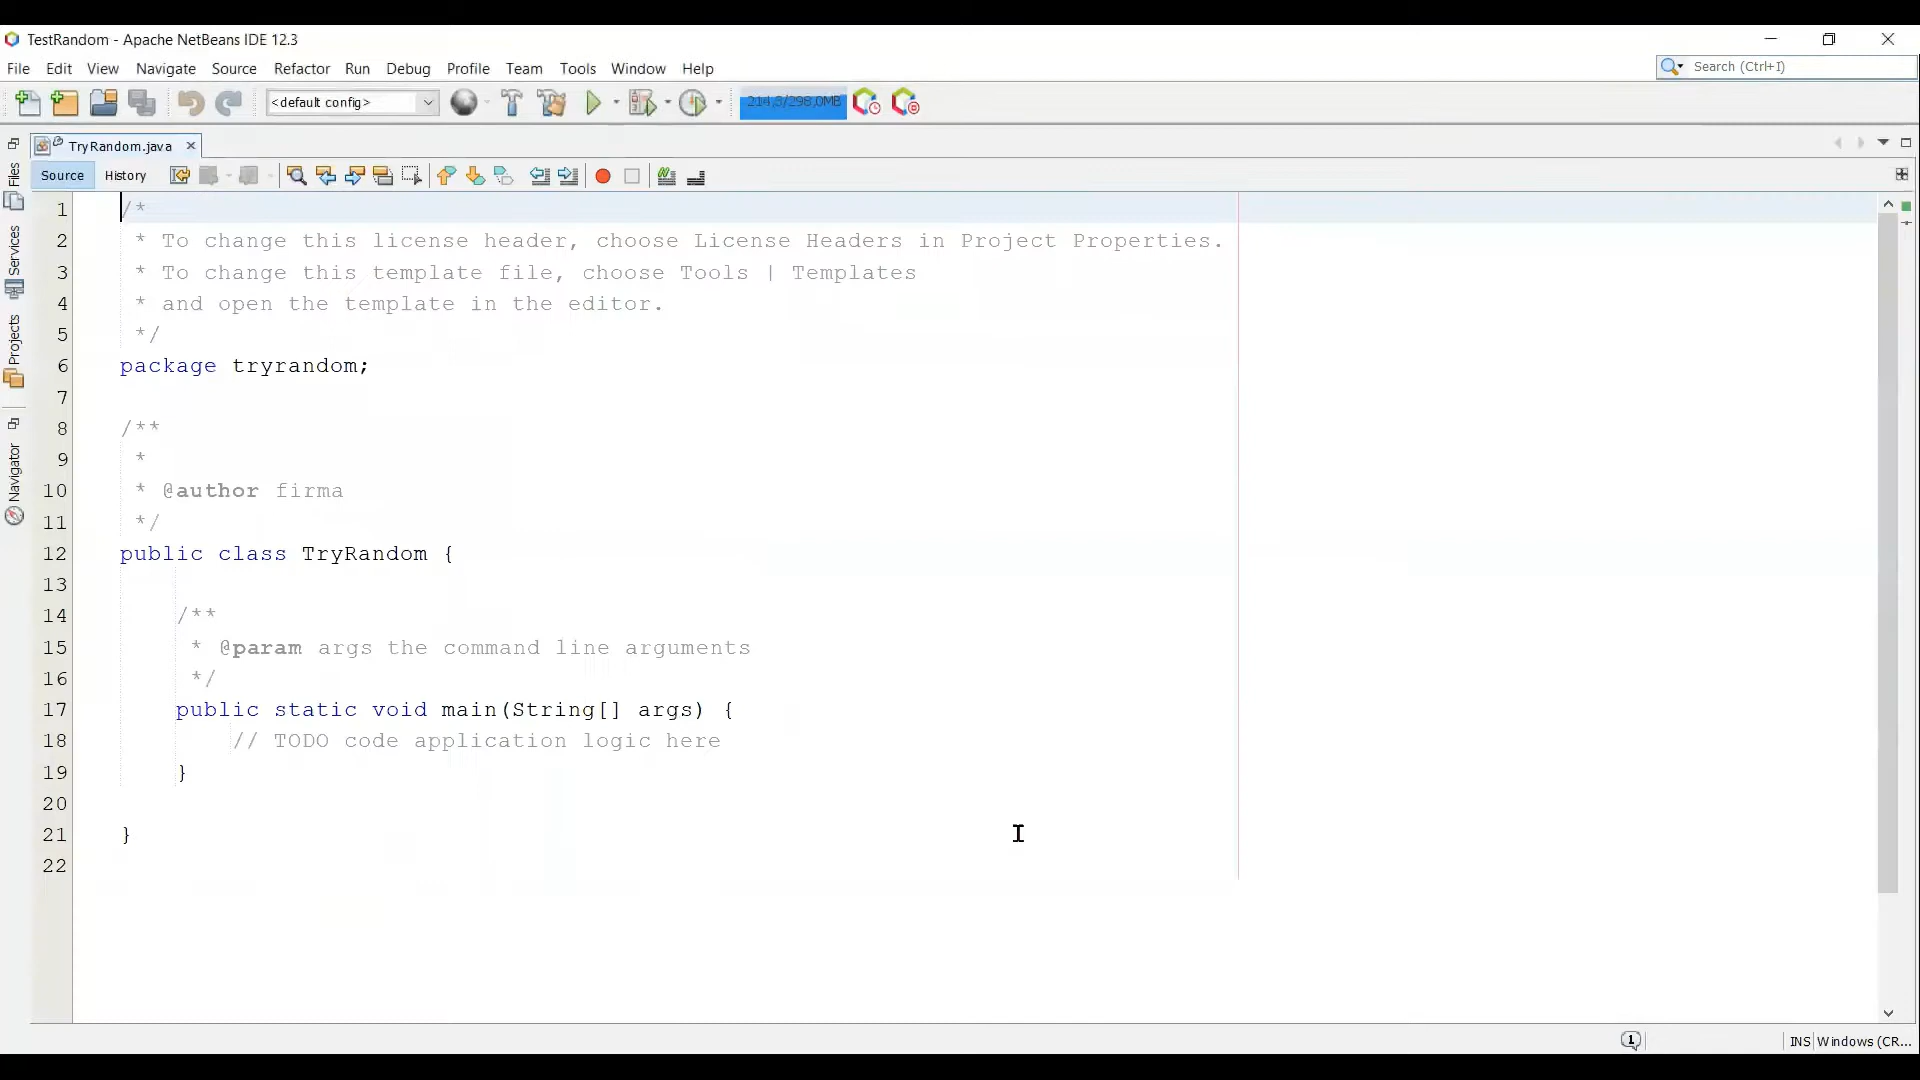 TestRandom - Apache NetBeans IDE 12.3
File Edit View Navigate Source Refactor Run Debug Profile Team Tools Window Help
Search (Ctrl+I)
<default config>
214,3/298,0MB
TryRandom.java
Source History
Files
Services
Projects
Navigator
1 /*
2 * To change this license header, choose License Headers in Project Properties.
3 * To change this template file, choose Tools | Templates
4 * and open the template in the editor.
5 */
6 package tryrandom;
7
8 /**
9 *
10 * @author firma
11 */
12 public class TryRandom {
13
14 /**
15 * @param args the command line arguments
16 */
17 public static void main(String[] args) {
18 // TODO code application logic here
19 }
20
21 }
22
1
INS Windows (CR...